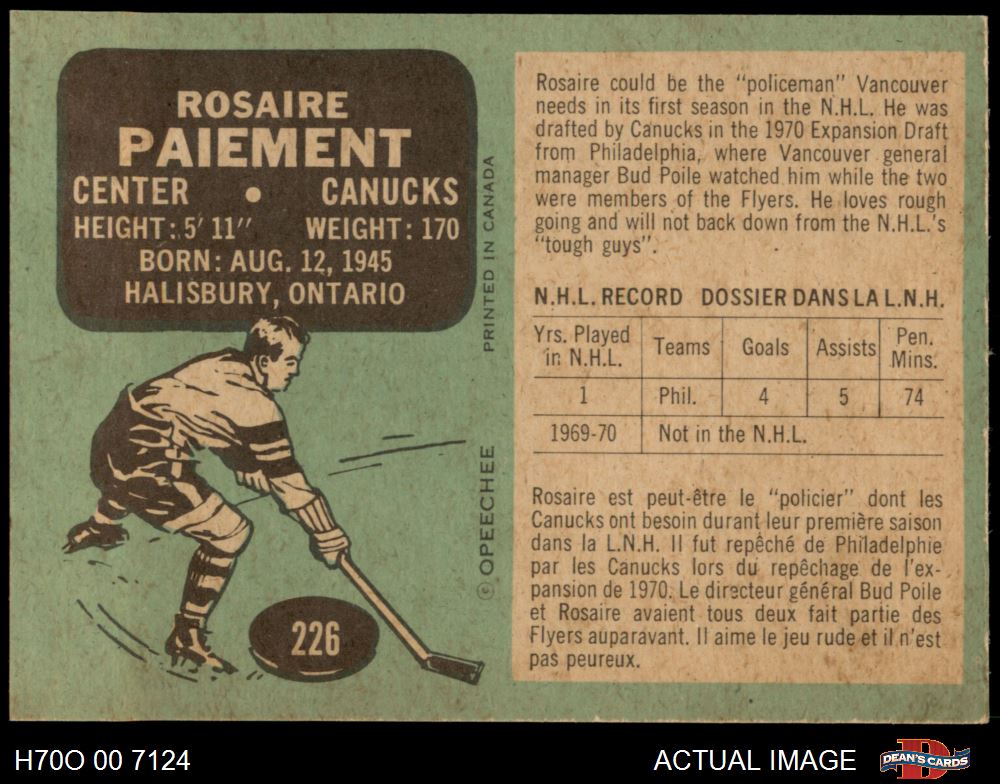 ROSAIRE
PAIEMENT
CENTER • CANUCKS
HEIGHT: 5' 11" WEIGHT: 170
BORN: AUG. 12, 1945
HALISBURY, ONTARIO
PRINTED IN CANADA
© OPEECHEE
226
Rosaire could be the "policeman" Vancouver
needs in its first season in the N.H.L. He was
drafted by Canucks in the 1970 Expansion Draft
from Philadelphia, where Vancouver general
manager Bud Poile watched him while the two
were members of the Flyers. He loves rough
going and will not back down from the N.H.L.'s
"tough guys".
N.H.L. RECORD DOSSIER DANS LA L.N.H.
Yrs. Played in N.H.L. Teams Goals Assists Pen. Mins.
1 Phil. 4 5 74
1969-70 Not in the N.H.L.
Rosaire est peut-être le "policier" dont les
Canucks ont besoin durant leur première saison
dans la L.N.H. Il fut repêché de Philadelphie
par les Canucks lors du repêchage de l'ex-
pansion de 1970. Le directeur général Bud Poile
et Rosaire avaient tous deux fait partie des
Flyers auparavant. Il aime le jeu rude et il n'est
pas peureux.
H70O 00 7124
ACTUAL IMAGE
D
DEAN'S CARDS